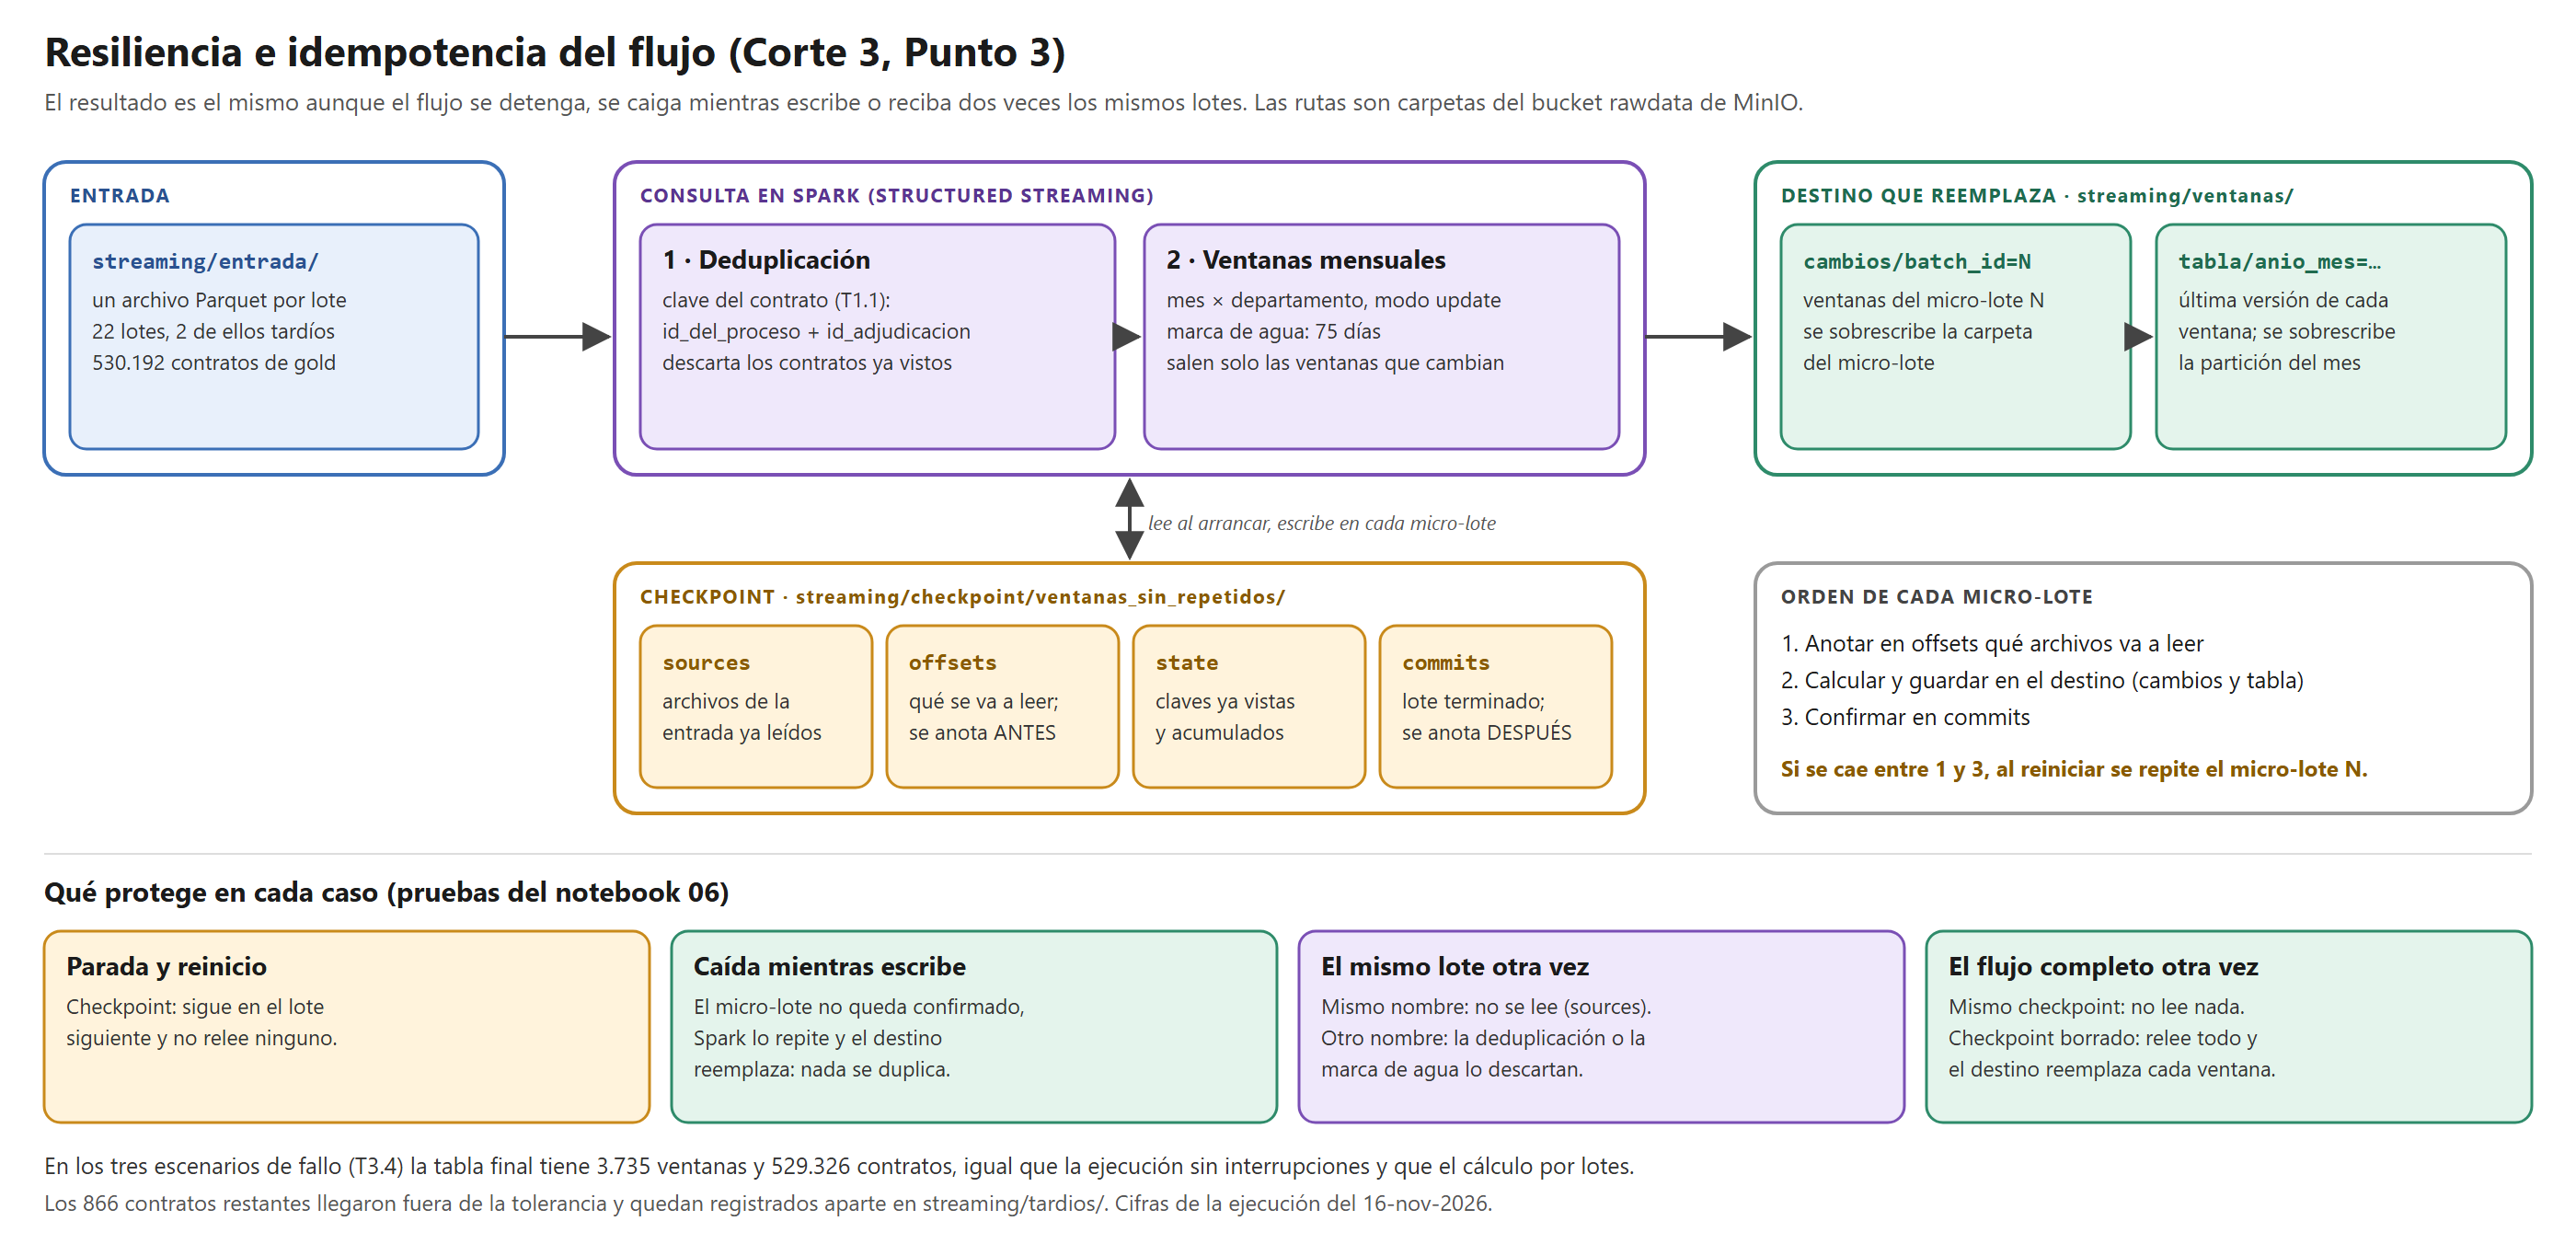 Resiliencia e idempotencia del flujo (Corte 3, Punto 3)
El resultado es el mismo aunque el flujo se detenga, se caiga mientras escribe o reciba dos veces los mismos lotes. Las rutas son carpetas del bucket rawdata de MinIO.
ENTRADA
streaming/entrada/
un archivo Parquet por lote
22 lotes, 2 de ellos tardíos
530.192 contratos de gold
CONSULTA EN SPARK (STRUCTURED STREAMING)
1 · Deduplicación
clave del contrato (T1.1):
id_del_proceso + id_adjudicacion
descarta los contratos ya vistos
2 · Ventanas mensuales
mes × departamento, modo update
marca de agua: 75 días
salen solo las ventanas que cambian
DESTINO QUE REEMPLAZA · streaming/ventanas/
cambios/batch_id=N
ventanas del micro-lote N
se sobrescribe la carpeta
del micro-lote
tabla/anio_mes=…
última versión de cada
ventana; se sobrescribe
la partición del mes
lee al arrancar, escribe en cada micro-lote
CHECKPOINT · streaming/checkpoint/ventanas_sin_repetidos/
sources
archivos de la
entrada ya leídos
offsets
qué se va a leer;
se anota ANTES
state
claves ya vistas
y acumulados
commits
lote terminado;
se anota DESPUÉS
ORDEN DE CADA MICRO-LOTE
1. Anotar en offsets qué archivos va a leer
2. Calcular y guardar en el destino (cambios y tabla)
3. Confirmar en commits
Si se cae entre 1 y 3, al reiniciar se repite el micro-lote N.
Qué protege en cada caso (pruebas del notebook 06)
Parada y reinicio
Checkpoint: sigue en el lote
siguiente y no relee ninguno.
Caída mientras escribe
El micro-lote no queda confirmado,
Spark lo repite y el destino
reemplaza: nada se duplica.
El mismo lote otra vez
Mismo nombre: no se lee (sources).
Otro nombre: la deduplicación o la
marca de agua lo descartan.
El flujo completo otra vez
Mismo checkpoint: no lee nada.
Checkpoint borrado: relee todo y
el destino reemplaza cada ventana.
En los tres escenarios de fallo (T3.4) la tabla final tiene 3.735 ventanas y 529.326 contratos, igual que la ejecución sin interrupciones y que el cálculo por lotes.
Los 866 contratos restantes llegaron fuera de la tolerancia y quedan registrados aparte en streaming/tardios/. Cifras de la ejecución del 16-nov-2026.